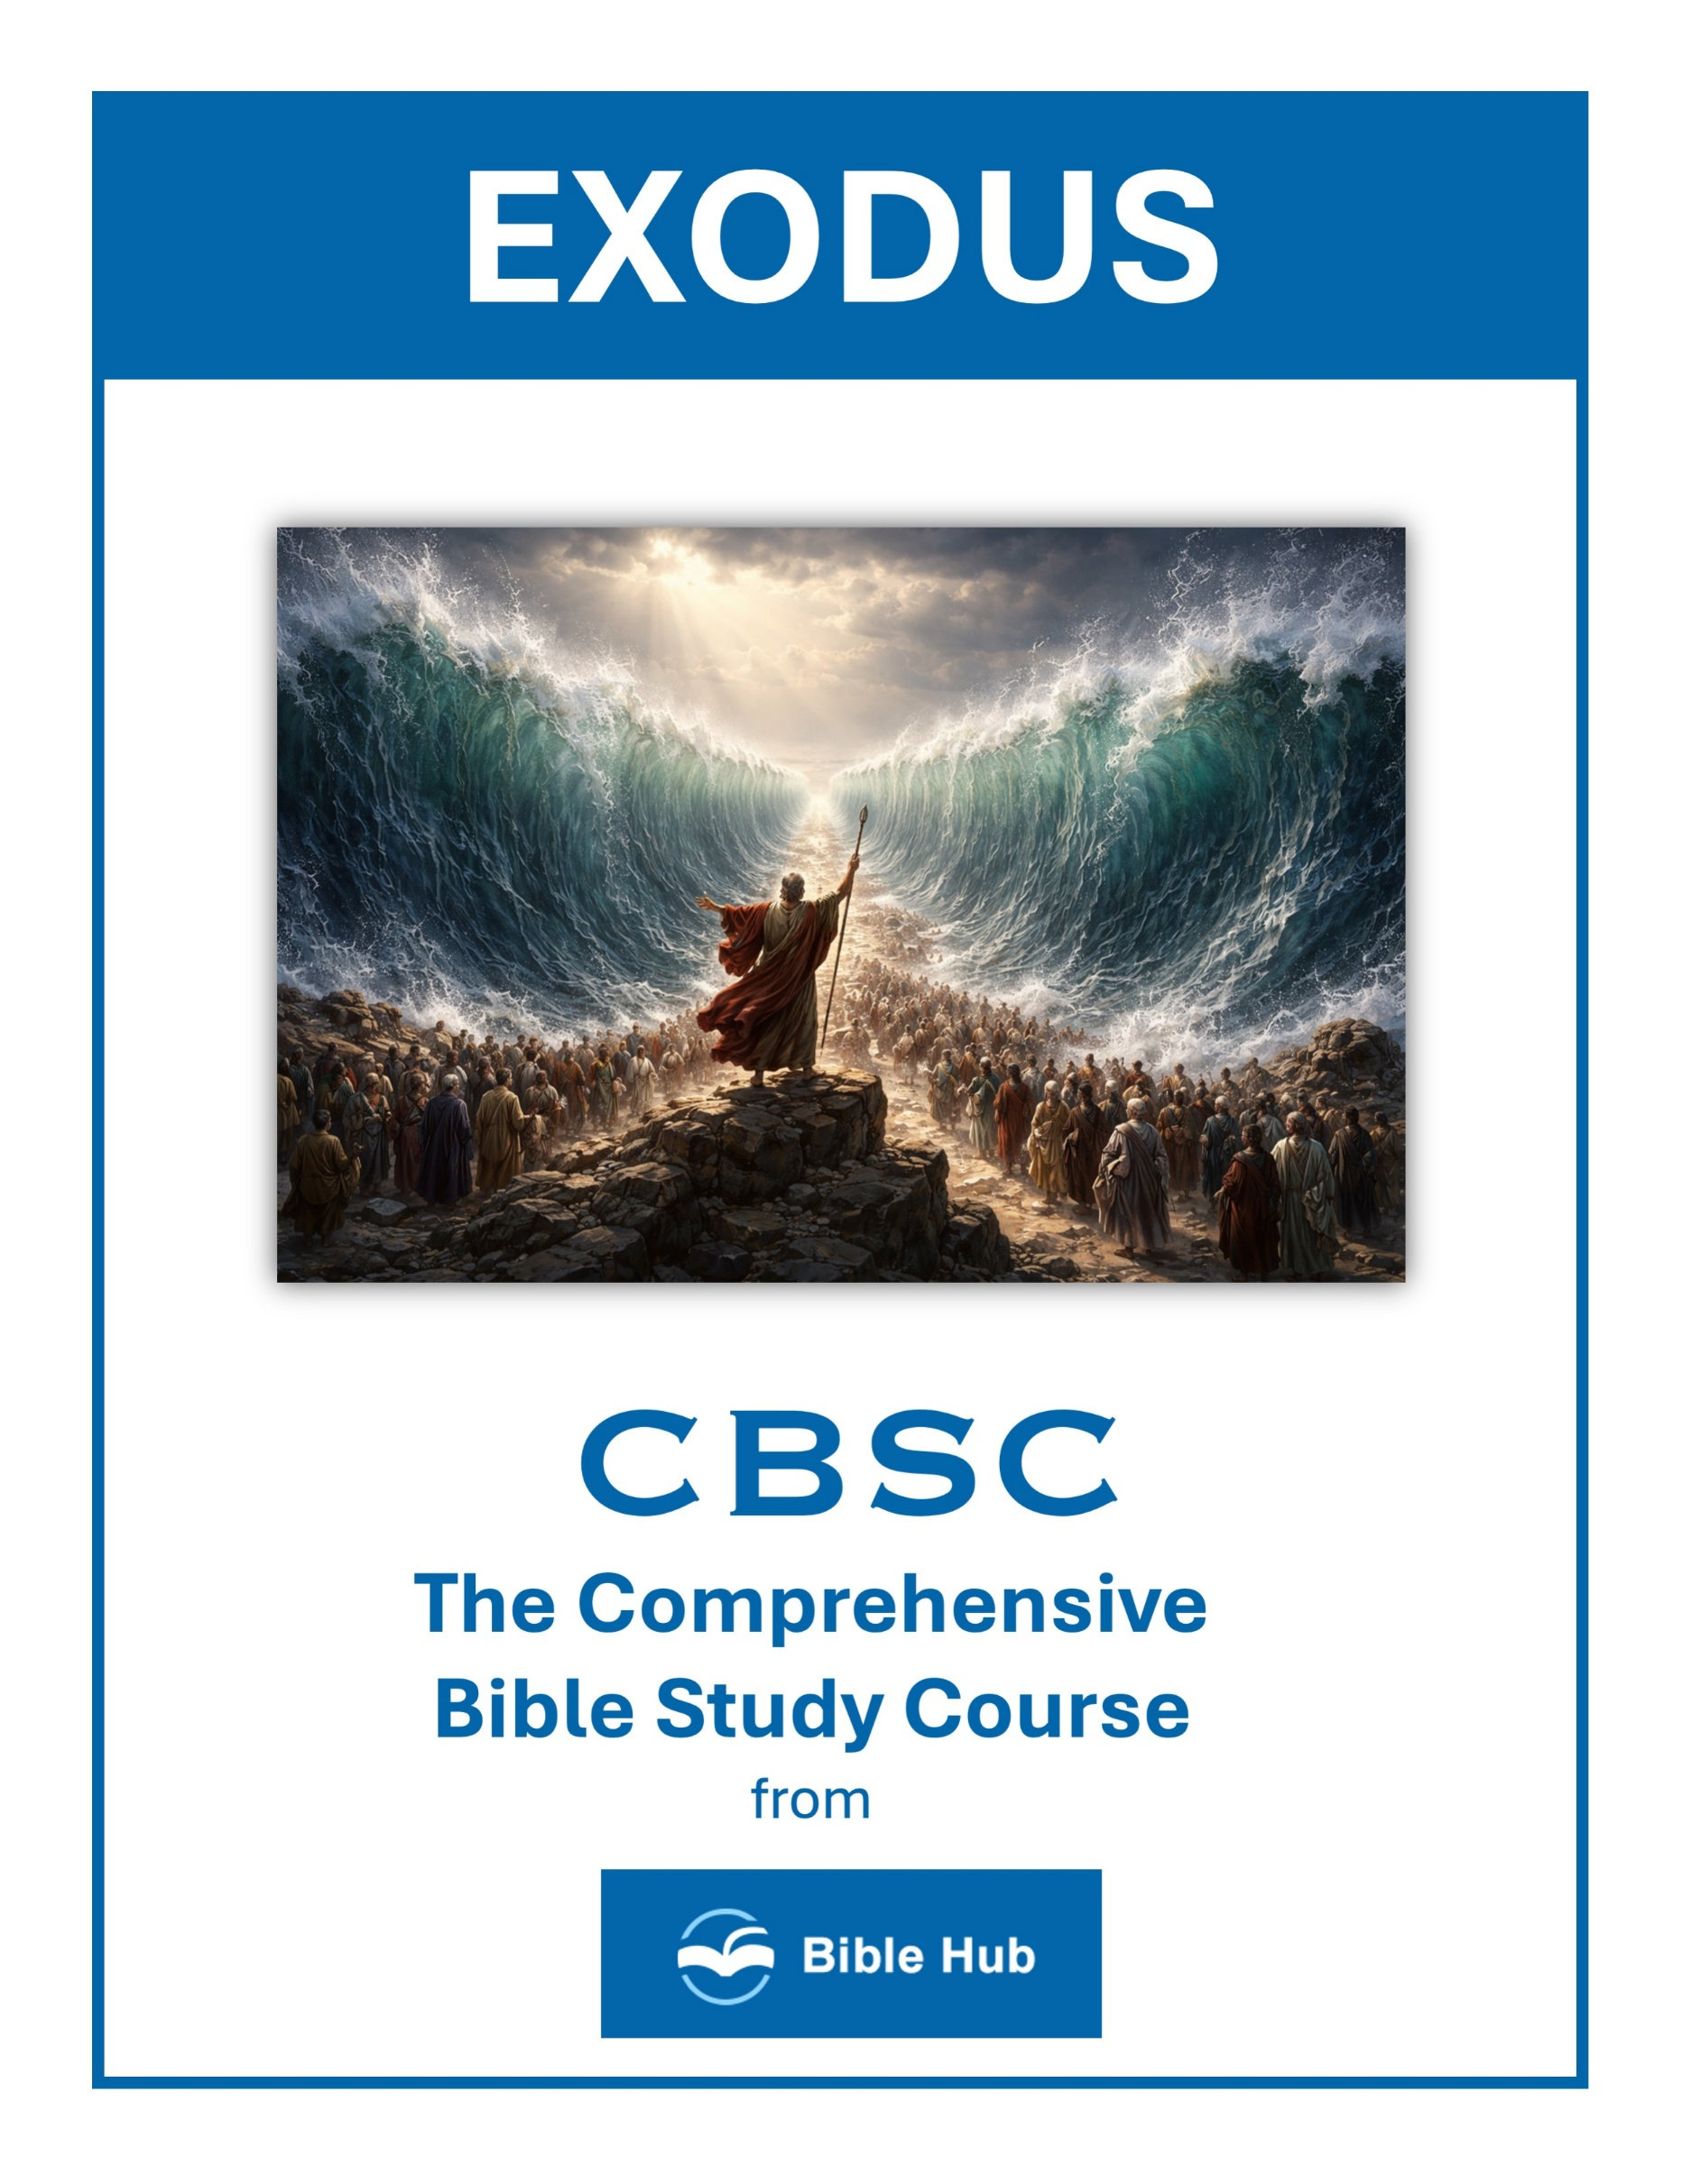 EXODUS
CBSC
The Comprehensive
Bible Study Course
from
Bible Hub